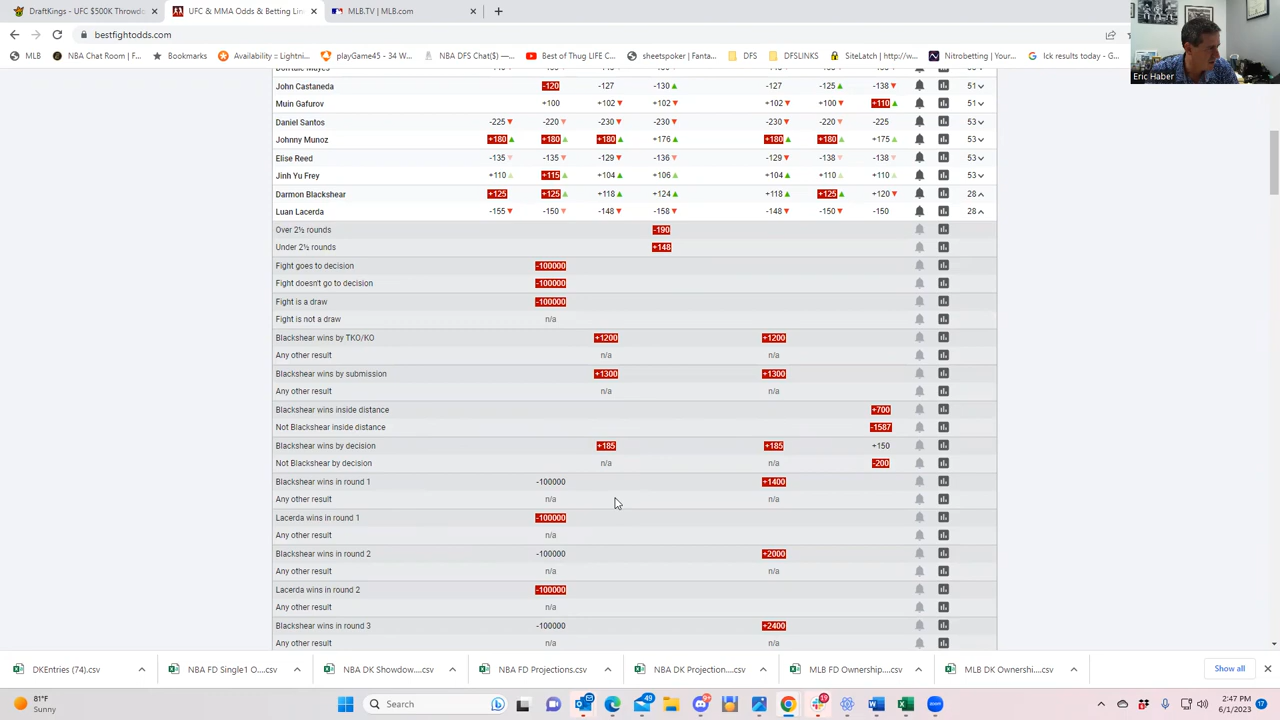 DraftKings - UFC $500K Throwdo
UFC & MMA Odds & Betting Lin
MLB.TV | MLB.com
bestfightodds.com
MLB
NBA Chat Room | F...
Bookmarks
Availability :: Lightni...
playGame45 - 34 W...
NBA DFS Chat($) —...
Best of Thug LIFE C...
sheetspoker | Fanta...
DFS
DFSLINKS
SiteLatch | http://w...
Nitrobetting | Your...
Ick results today - G...
Eric Haber
John Castaneda -120 -127 -130 -127 -125 -138 51
Muin Gafurov +100 +102 +102 +102 +100 +110 51
Daniel Santos -225 -220 -230 -230 -230 -220 -225 53
Johnny Munoz +180 +180 +180 +176 +180 +180 +175 53
Elise Reed -135 -135 -129 -136 -129 -138 -138 53
Jinh Yu Frey +110 +115 +104 +106 +104 +110 +110 53
Darmon Blackshear +125 +125 +118 +124 +118 +125 +120 28
Luan Lacerda -155 -150 -148 -158 -148 -150 -150 28
Over 2½ rounds -190
Under 2½ rounds +148
Fight goes to decision -100000
Fight doesn't go to decision -100000
Fight is a draw -100000
Fight is not a draw n/a
Blackshear wins by TKO/KO +1200 +1200
Any other result n/a n/a
Blackshear wins by submission +1300 +1300
Any other result n/a n/a
Blackshear wins inside distance +700
Not Blackshear inside distance -1587
Blackshear wins by decision +185 +185 +150
Not Blackshear by decision n/a n/a -200
Blackshear wins in round 1 -100000 +1400
Any other result n/a n/a
Lacerda wins in round 1 -100000
Any other result n/a
Blackshear wins in round 2 -100000 +2000
Any other result n/a n/a
Lacerda wins in round 2 -100000
Any other result n/a
Blackshear wins in round 3 -100000 +2400
Any other result n/a n/a
DKEntries (74).csv
NBA FD Single1 O....csv
NBA DK Showdow....csv
NBA FD Projections.csv
NBA DK Projection....csv
MLB FD Ownership....csv
MLB DK Ownershi....csv
Show all
81°F
Sunny
Search
49
19
zoom
2:47 PM
6/1/2023
17